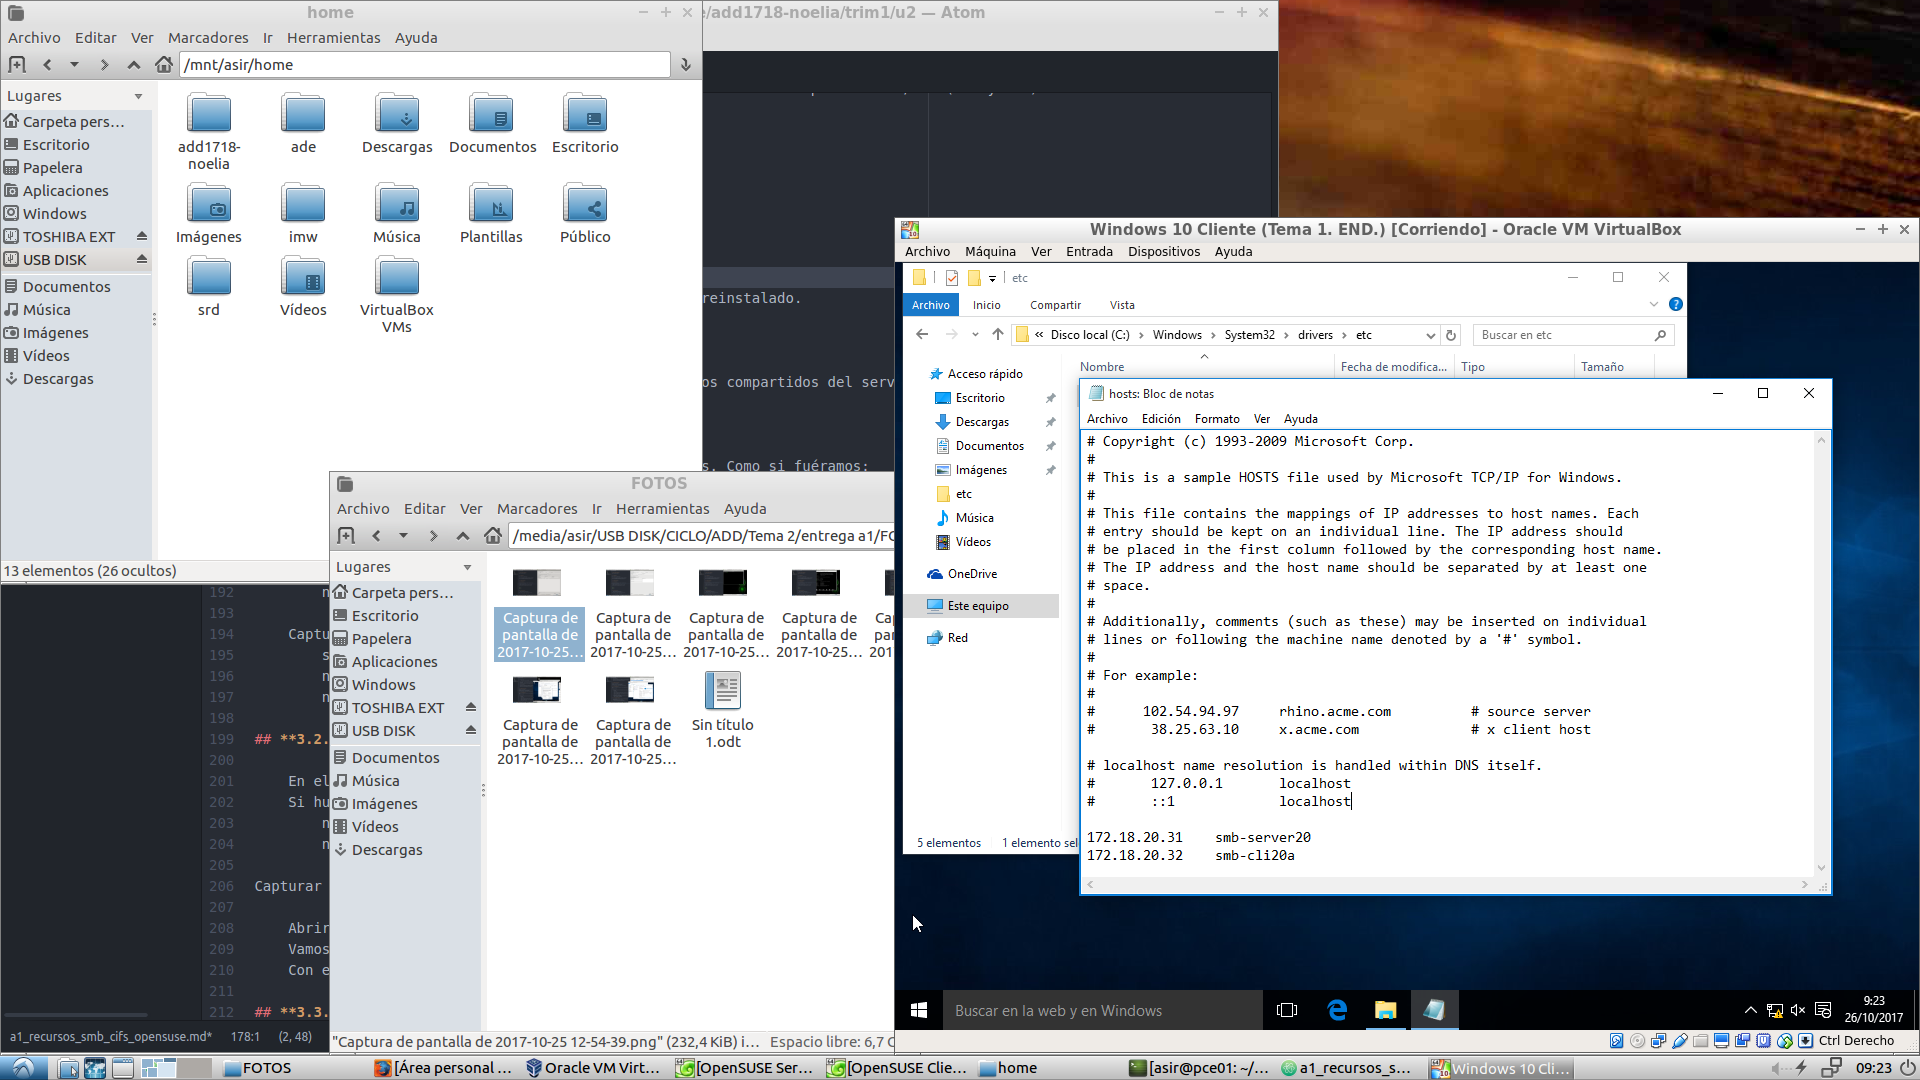 home
Archivo Editar Ver Marcadores Ir Herramientas Ayuda
/mnt/asir/home
Lugares
Carpeta pers...
Escritorio
Papelera
Aplicaciones
Windows
TOSHIBA EXT
USB DISK
Documentos
Música
Imágenes
Vídeos
Descargas
add1718-noelia
ade
Descargas
Documentos
Escritorio
Imágenes
imw
Música
Plantillas
Público
srd
Vídeos
VirtualBox VMs
13 elementos (26 ocultos)
/add1718-noelia/trim1/u2 — Atom
reinstalado.
os compartidos del serv
s. Como si fuéramos:
192
193
194 Captu
195
196
197
198
199 ## **3.2.
200
201 En el
202 Si hu
203
204
205
206 Capturar
207
208 Abrir
209 Vamos
210 Con e
211
212 ## **3.3.
a1_recursos_smb_cifs_opensuse.md* 178:1 (2, 48)
FOTOS
Archivo Editar Ver Marcadores Ir Herramientas Ayuda
/media/asir/USB DISK/CICLO/ADD/Tema 2/entrega a1/FO
Lugares
Carpeta pers...
Escritorio
Papelera
Aplicaciones
Windows
TOSHIBA EXT
USB DISK
Documentos
Música
Imágenes
Vídeos
Descargas
Captura de pantalla de 2017-10-25...
Captura de pantalla de 2017-10-25...
Captura de pantalla de 2017-10-25...
Captura de pantalla de 2017-10-25...
Captura de pantalla de 2017-10-25...
Captura de pantalla de 2017-10-25...
Sin título 1.odt
"Captura de pantalla de 2017-10-25 12-54-39.png" (232,4 KiB) i... Espacio libre: 6,7 G
Windows 10 Cliente (Tema 1. END.) [Corriendo] - Oracle VM VirtualBox
Archivo Máquina Ver Entrada Dispositivos Ayuda
etc
Archivo Inicio Compartir Vista
« Disco local (C:) Windows System32 drivers etc
Buscar en etc
Nombre Fecha de modifica... Tipo Tamaño
Acceso rápido
Escritorio
Descargas
Documentos
Imágenes
etc
Música
Vídeos
OneDrive
Este equipo
Red
5 elementos 1 elemento sel
hosts: Bloc de notas
Archivo Edición Formato Ver Ayuda
# Copyright (c) 1993-2009 Microsoft Corp.
#
# This is a sample HOSTS file used by Microsoft TCP/IP for Windows.
#
# This file contains the mappings of IP addresses to host names. Each
# entry should be kept on an individual line. The IP address should
# be placed in the first column followed by the corresponding host name.
# The IP address and the host name should be separated by at least one
# space.
#
# Additionally, comments (such as these) may be inserted on individual
# lines or following the machine name denoted by a '#' symbol.
#
# For example:
#
# 102.54.94.97 rhino.acme.com # source server
# 38.25.63.10 x.acme.com # x client host
# localhost name resolution is handled within DNS itself.
# 127.0.0.1 localhost
# ::1 localhost
172.18.20.31 smb-server20
172.18.20.32 smb-cli20a
Buscar en la web y en Windows
9:23
26/10/2017
Ctrl Derecho
FOTOS
[Área personal ...
Oracle VM Virt...
[OpenSUSE Ser...
[OpenSUSE Clie...
home
[asir@pce01: ~/...
a1_recursos_s...
[Windows 10 Cli...
09:23